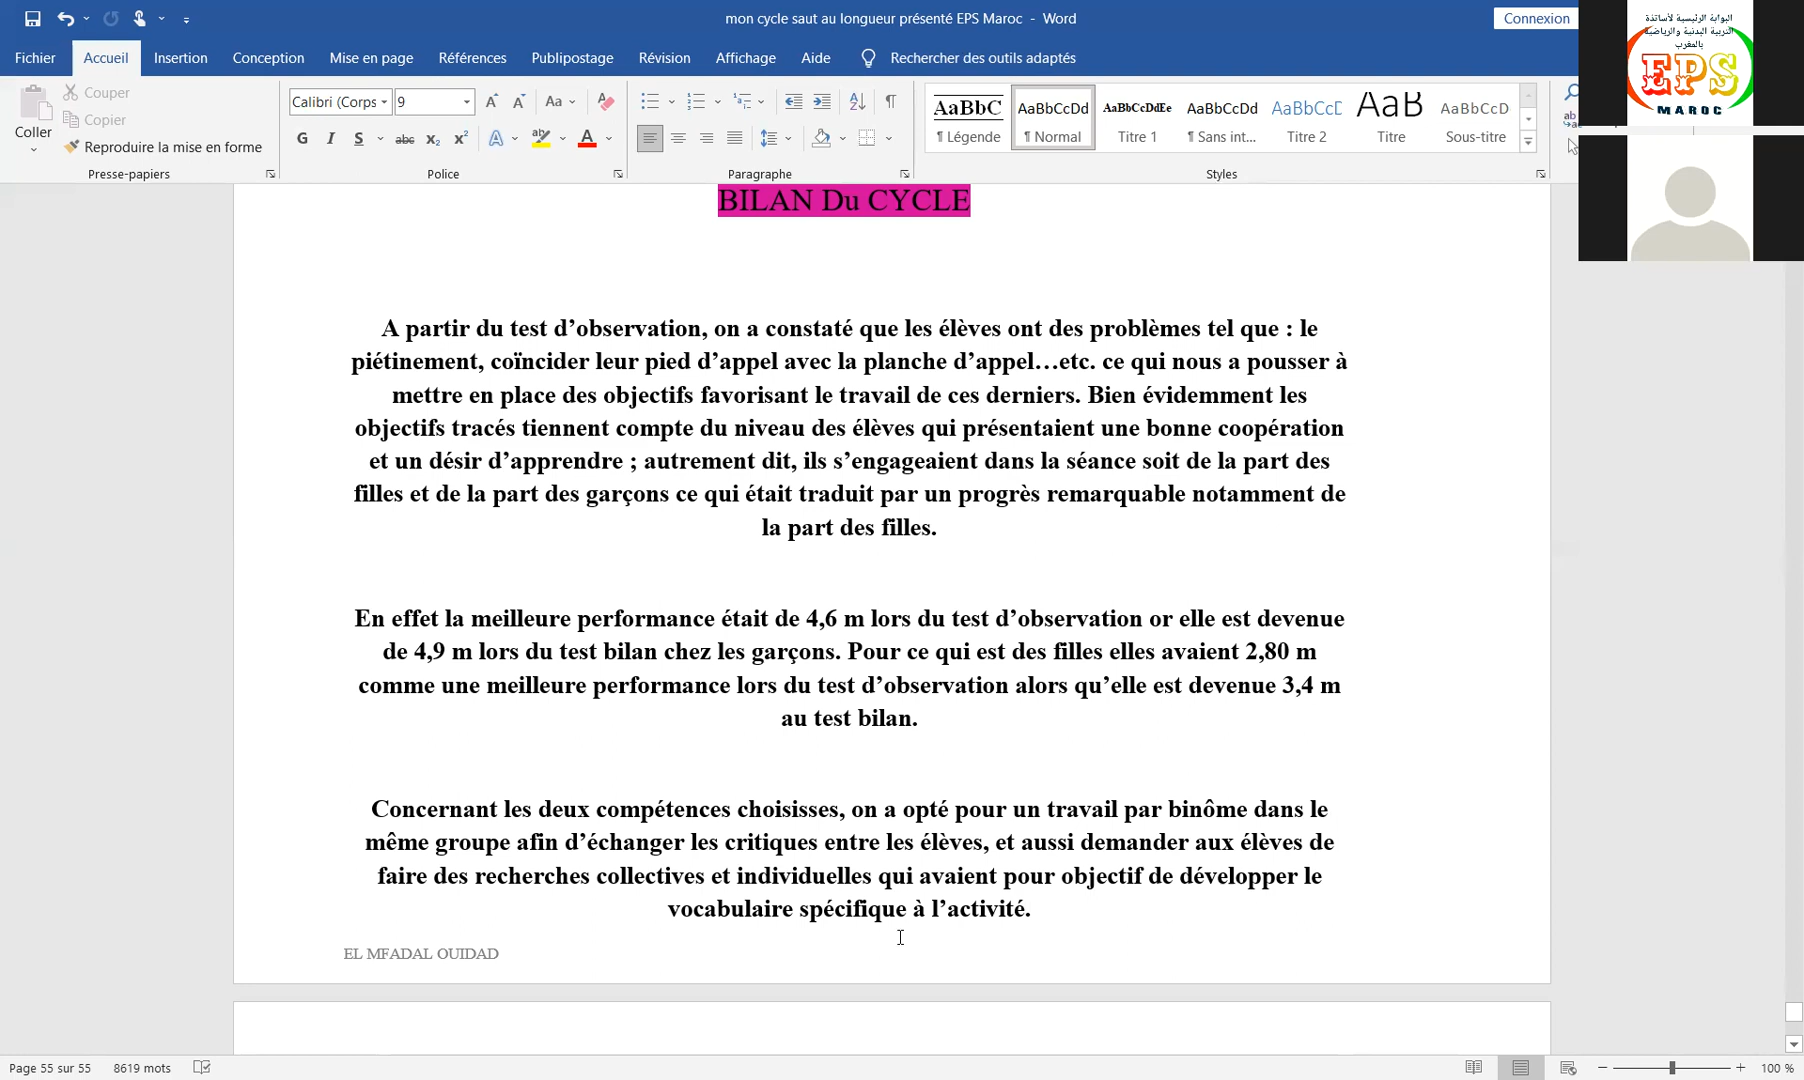 mon cycle saut au longueur présenté EPS Maroc - Word
Connexion
Fichier Accueil Insertion Conception Mise en page Références Publipostage Révision Affichage Aide Rechercher des outils adaptés
Couper
Copier
Coller
Reproduire la mise en forme
Presse-papiers
Calibri (Corps 9
Aa
G I S abc x₂ x² A A
Police
Paragraphe
AaBbC AaBbCcDd AaBbCcDdEe AaBbCcDd AaBbCcC AaB AaBbCcD
¶ Légende ¶ Normal Titre 1 ¶ Sans int... Titre 2 Titre Sous-titre
Styles
البوابة الرئيسية لأساتذة
التربية البدنية والرياضية
بالمغرب
EPS
MAROC
BILAN Du CYCLE
A partir du test d’observation, on a constaté que les élèves ont des problèmes tel que : le
piétinement, coïncider leur pied d’appel avec la planche d’appel…etc. ce qui nous a pousser à
mettre en place des objectifs favorisant le travail de ces derniers. Bien évidemment les
objectifs tracés tiennent compte du niveau des élèves qui présentaient une bonne coopération
et un désir d’apprendre ; autrement dit, ils s’engageaient dans la séance soit de la part des
filles et de la part des garçons ce qui était traduit par un progrès remarquable notamment de
la part des filles.
En effet la meilleure performance était de 4,6 m lors du test d’observation or elle est devenue
de 4,9 m lors du test bilan chez les garçons. Pour ce qui est des filles elles avaient 2,80 m
comme une meilleure performance lors du test d’observation alors qu’elle est devenue 3,4 m
au test bilan.
Concernant les deux compétences choisisses, on a opté pour un travail par binôme dans le
même groupe afin d’échanger les critiques entre les élèves, et aussi demander aux élèves de
faire des recherches collectives et individuelles qui avaient pour objectif de développer le
vocabulaire spécifique à l’activité.
EL MFADAL OUIDAD
Page 55 sur 55 8619 mots
100 %